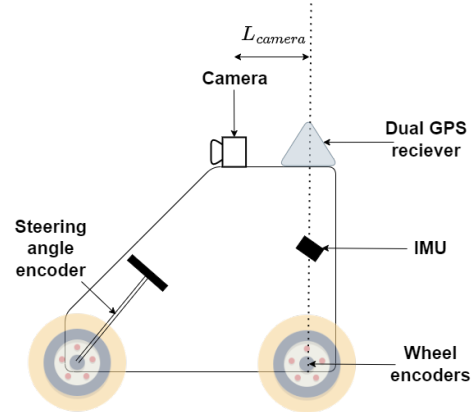 L_camera
Camera
Dual GPS
reciever
Steering
angle
encoder
IMU
Wheel
encoders